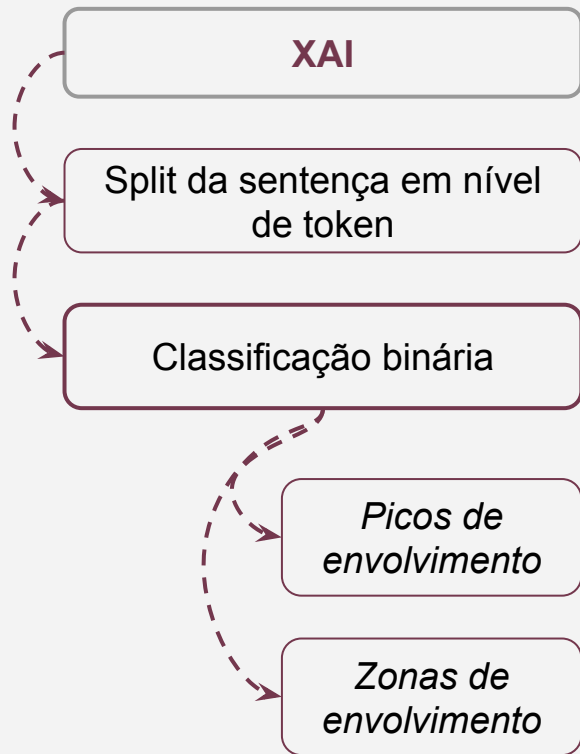 XAI
Split da sentença em nível
de token
Classificação binária
Picos de
envolvimento
Zonas de
envolvimento